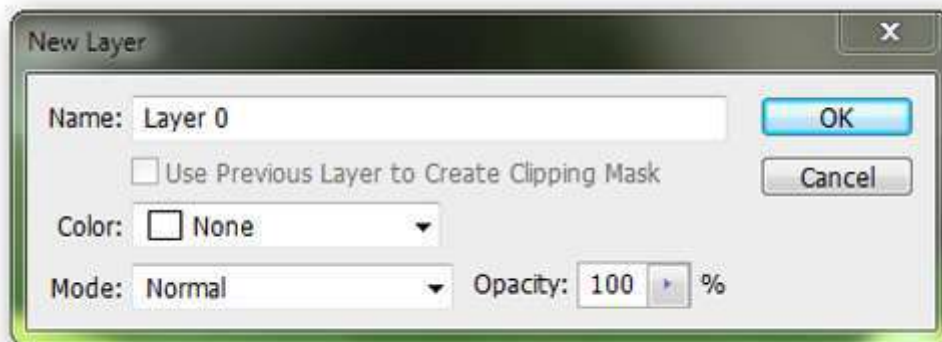 New Layer
Name: Layer 0
OK
Use Previous Layer to Create Clipping Mask
Cancel
Color: None
Mode: Normal Opacity: 100 %